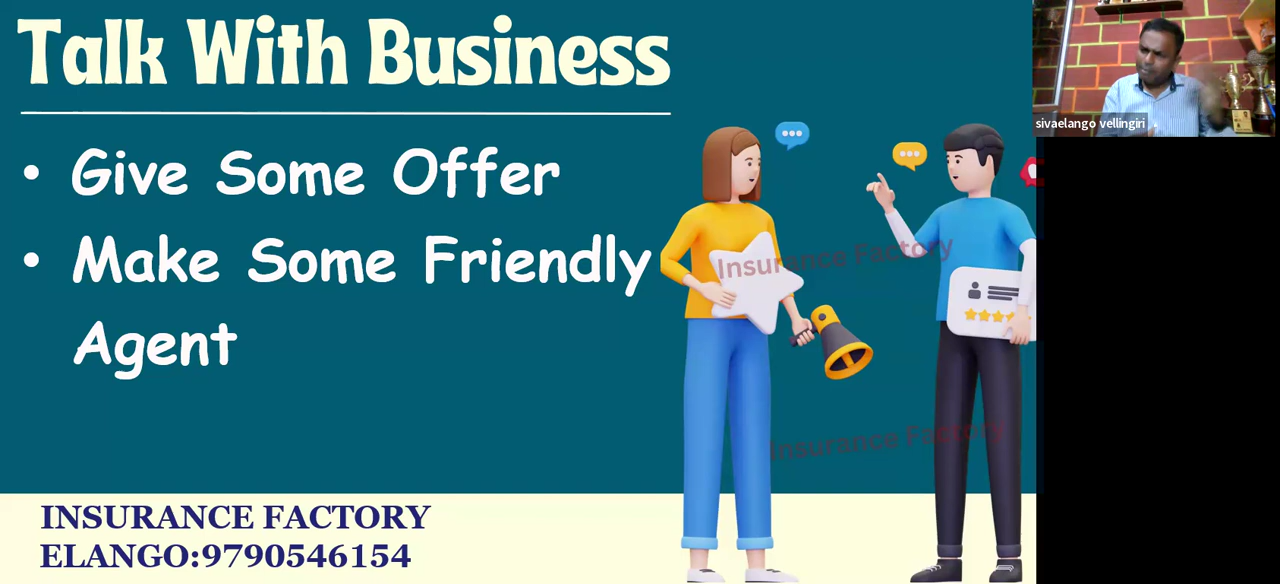 Talk With Business
• Give Some Offer
• Make Some Friendly
Agent
Insurance Factory
Insurance Factory
INSURANCE FACTORY
ELANGO:9790546154
sivaelango vellingiri